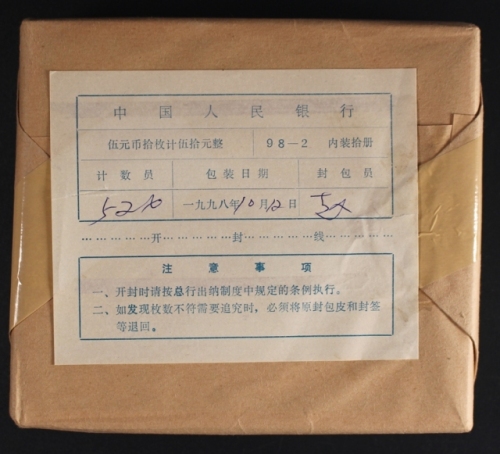 中国人民银行
伍元币拾枚计伍拾元整 98-2 内装拾册
计数员 包装日期 封包员
一九九八年10月12日
开封线
注意事项
一、开封时请按总行出纳制度中规定的条例执行。
二、如发现枚数不符需要追究时，必须将原封包皮和封签
等退回。